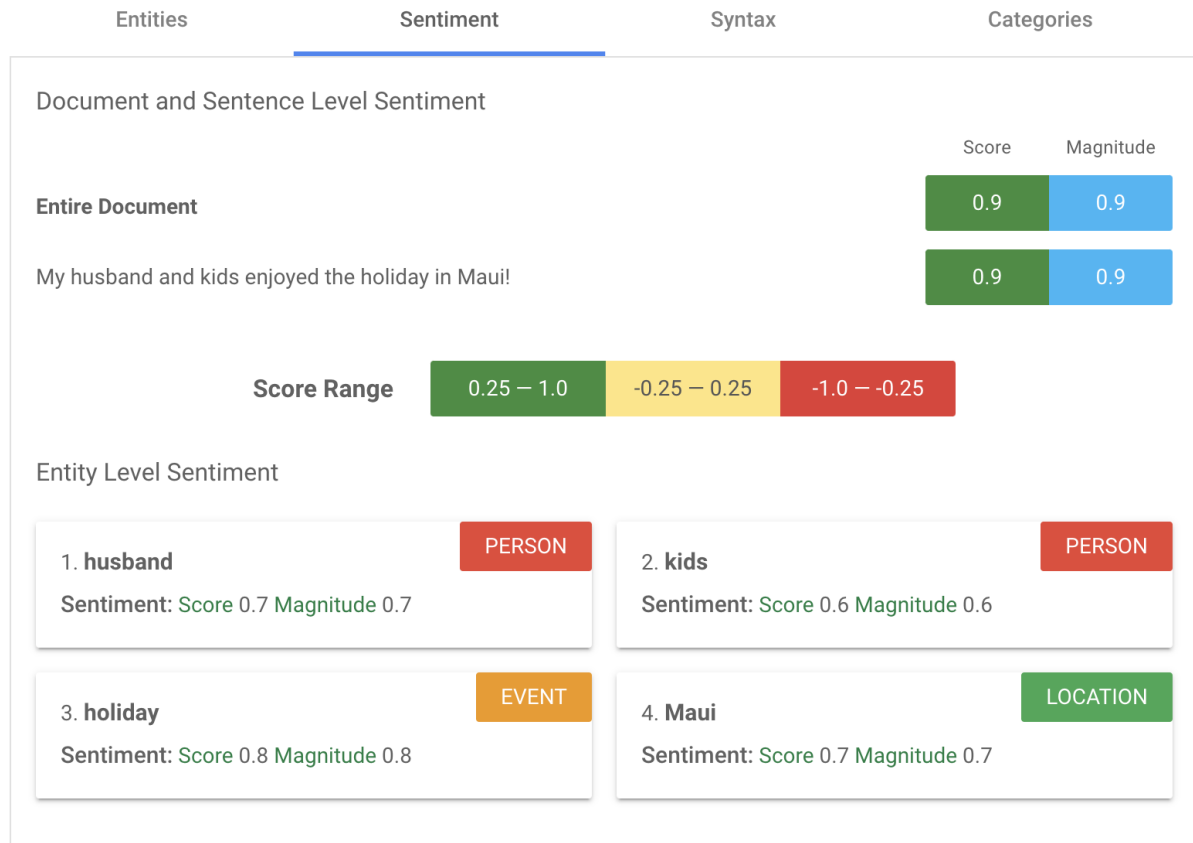 Entities Sentiment Syntax Categories
Document and Sentence Level Sentiment
Score Magnitude
Entire Document 0.9 0.9
My husband and kids enjoyed the holiday in Maui! 0.9 0.9
Score Range 0.25 — 1.0 -0.25 — 0.25 -1.0 — -0.25
Entity Level Sentiment
1. husband PERSON
Sentiment: Score 0.7 Magnitude 0.7
2. kids PERSON
Sentiment: Score 0.6 Magnitude 0.6
3. holiday EVENT
Sentiment: Score 0.8 Magnitude 0.8
4. Maui LOCATION
Sentiment: Score 0.7 Magnitude 0.7